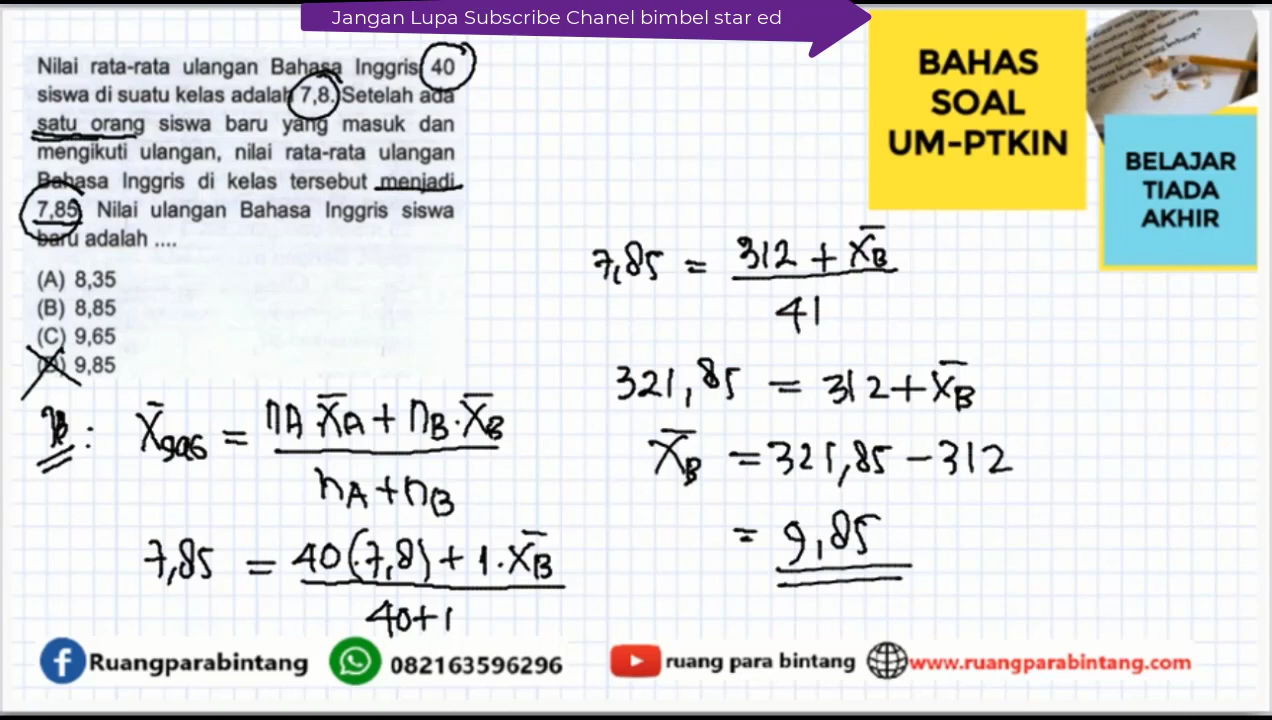 Jangan Lupa Subscribe Chanel bimbel star ed
Nilai rata-rata ulangan Bahasa Inggris 40
siswa di suatu kelas adalah 7,8. Setelah ada
satu orang siswa baru yang masuk dan
mengikuti ulangan, nilai rata-rata ulangan
Bahasa Inggris di kelas tersebut menjadi
7,85. Nilai ulangan Bahasa Inggris siswa
baru adalah ....
(A) 8,35
(B) 8,85
(C) 9,65
(D) 9,85
BAHAS
SOAL
UM-PTKIN
BELAJAR
TIADA
AKHIR
X̄gab = nA X̄A + nB . X̄B
nA + nB
7,85 = 40(7,8) + 1 . X̄B
40+1
7,85 = 312 + X̄B
41
321,85 = 312 + X̄B
X̄B = 321,85 - 312
= 9,85
Ruangparabintang
082163596296
ruang para bintang
www.ruangparabintang.com